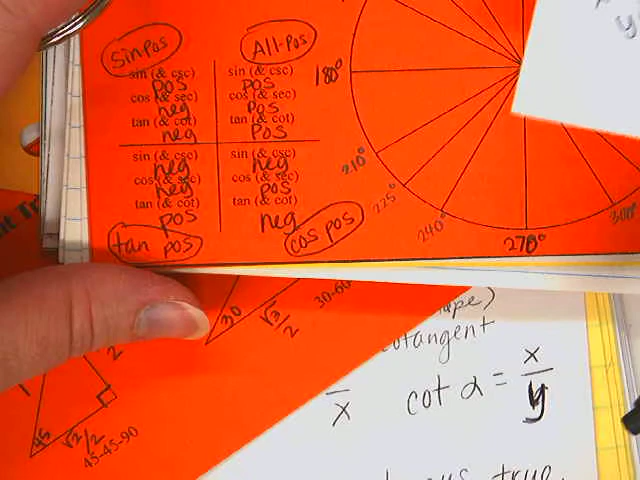 Sin pos
All-pos
sin (& csc)
pos
cos (& sec)
neg
tan (& cot)
neg
sin (& csc)
pos
cos (& sec)
pos
tan (& cot)
pos
sin (& csc)
neg
cos (& sec)
neg
tan (& cot)
pos
sin (& csc)
neg
cos (& sec)
pos
tan (& cot)
neg
tan pos
cos pos
180°
210°
225°
240°
270°
300°
y
30
√3/2
30-60
2
45
√2/2
45-45-90
cotangent
x
cot α = x/y
true